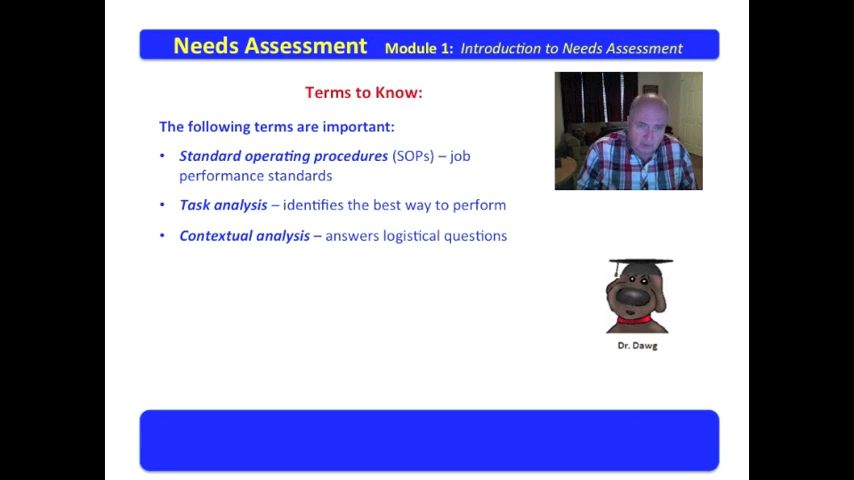 Needs Assessment Module 1: Introduction to Needs Assessment
Terms to Know:
The following terms are important:
• Standard operating procedures (SOPs) – job
performance standards
• Task analysis – identifies the best way to perform
• Contextual analysis – answers logistical questions
Dr. Dawg